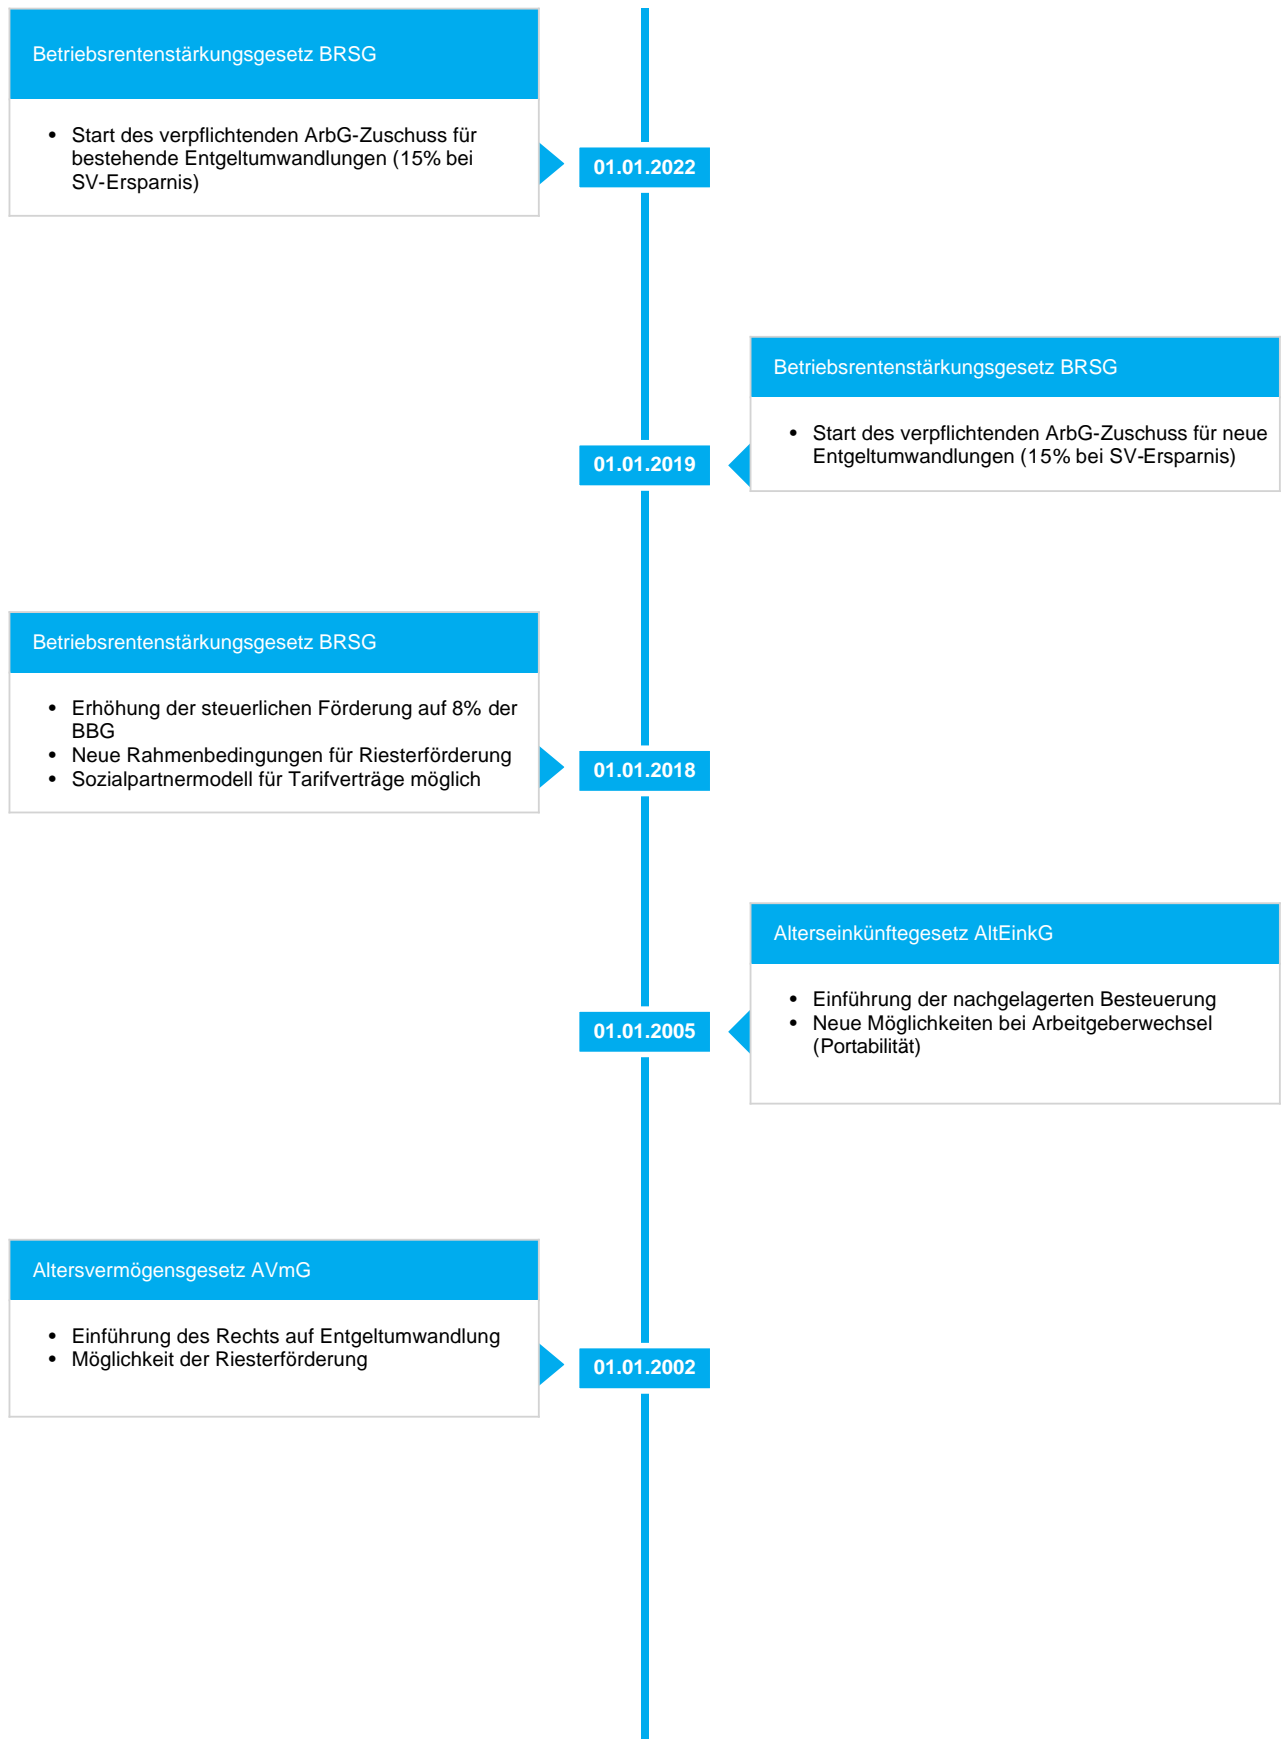 Betriebsrentenstärkungsgesetz BRSG
• Start des verpflichtenden ArbG-Zuschuss für
bestehende Entgeltumwandlungen (15% bei
SV-Ersparnis)
01.01.2022
Betriebsrentenstärkungsgesetz BRSG
• Start des verpflichtenden ArbG-Zuschuss für neue
Entgeltumwandlungen (15% bei SV-Ersparnis)
01.01.2019
Betriebsrentenstärkungsgesetz BRSG
• Erhöhung der steuerlichen Förderung auf 8% der
BBG
• Neue Rahmenbedingungen für Riesterförderung
• Sozialpartnermodell für Tarifverträge möglich
01.01.2018
Alterseinkünftegesetz AltEinkG
• Einführung der nachgelagerten Besteuerung
• Neue Möglichkeiten bei Arbeitgeberwechsel
(Portabilität)
01.01.2005
Altersvermögensgesetz AVmG
• Einführung des Rechts auf Entgeltumwandlung
• Möglichkeit der Riesterförderung
01.01.2002